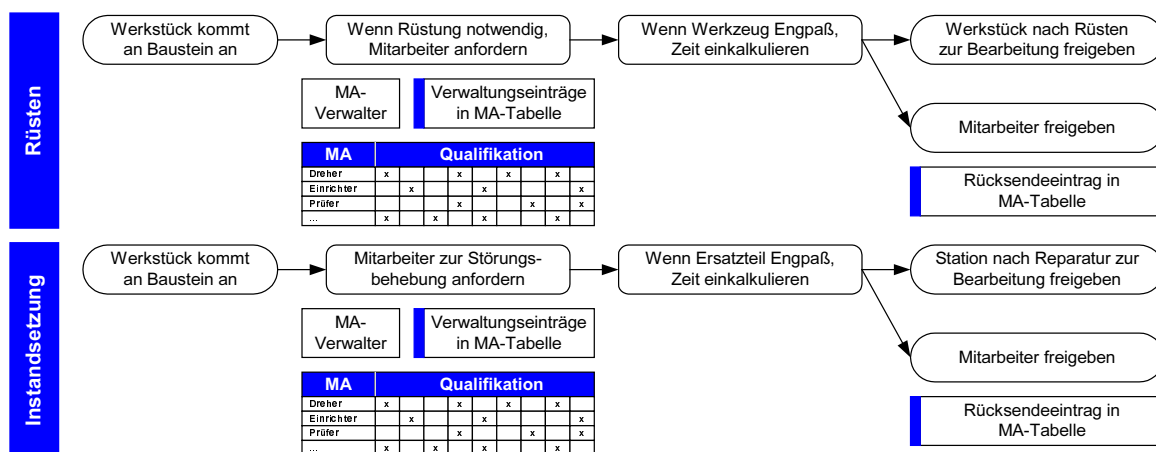 Rüsten
Werkstück kommt
an Baustein an
Wenn Rüstung notwendig,
Mitarbeiter anfordern
Wenn Werkzeug Engpaß,
Zeit einkalkulieren
Werkstück nach Rüsten
zur Bearbeitung freigeben
Mitarbeiter freigeben
MA-
Verwalter
Verwaltungseinträge
in MA-Tabelle
MA Qualifikation
Dreher x x x x
Einrichter x x x
Prüfer x x x
... x x x x
Rücksendeeintrag in
MA-Tabelle
Instandsetzung
Werkstück kommt
an Baustein an
Mitarbeiter zur Störungs-
behebung anfordern
Wenn Ersatzteil Engpaß,
Zeit einkalkulieren
Station nach Reparatur zur
Bearbeitung freigeben
Mitarbeiter freigeben
MA-
Verwalter
Verwaltungseinträge
in MA-Tabelle
MA Qualifikation
Dreher x x x x
Einrichter x x x
Prüfer x x x
... x x x x
Rücksendeeintrag in
MA-Tabelle